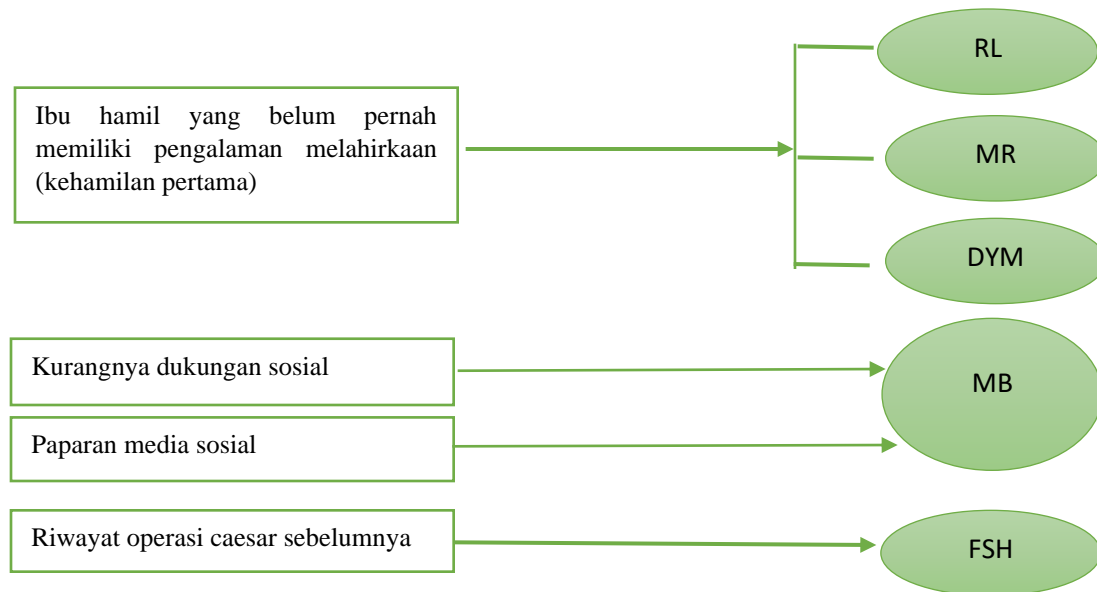 RL
Ibu hamil yang belum pernah
memiliki pengalaman melahirkaan
(kehamilan pertama)
MR
DYM
Kurangnya dukungan sosial
MB
Paparan media sosial
Riwayat operasi caesar sebelumnya
FSH